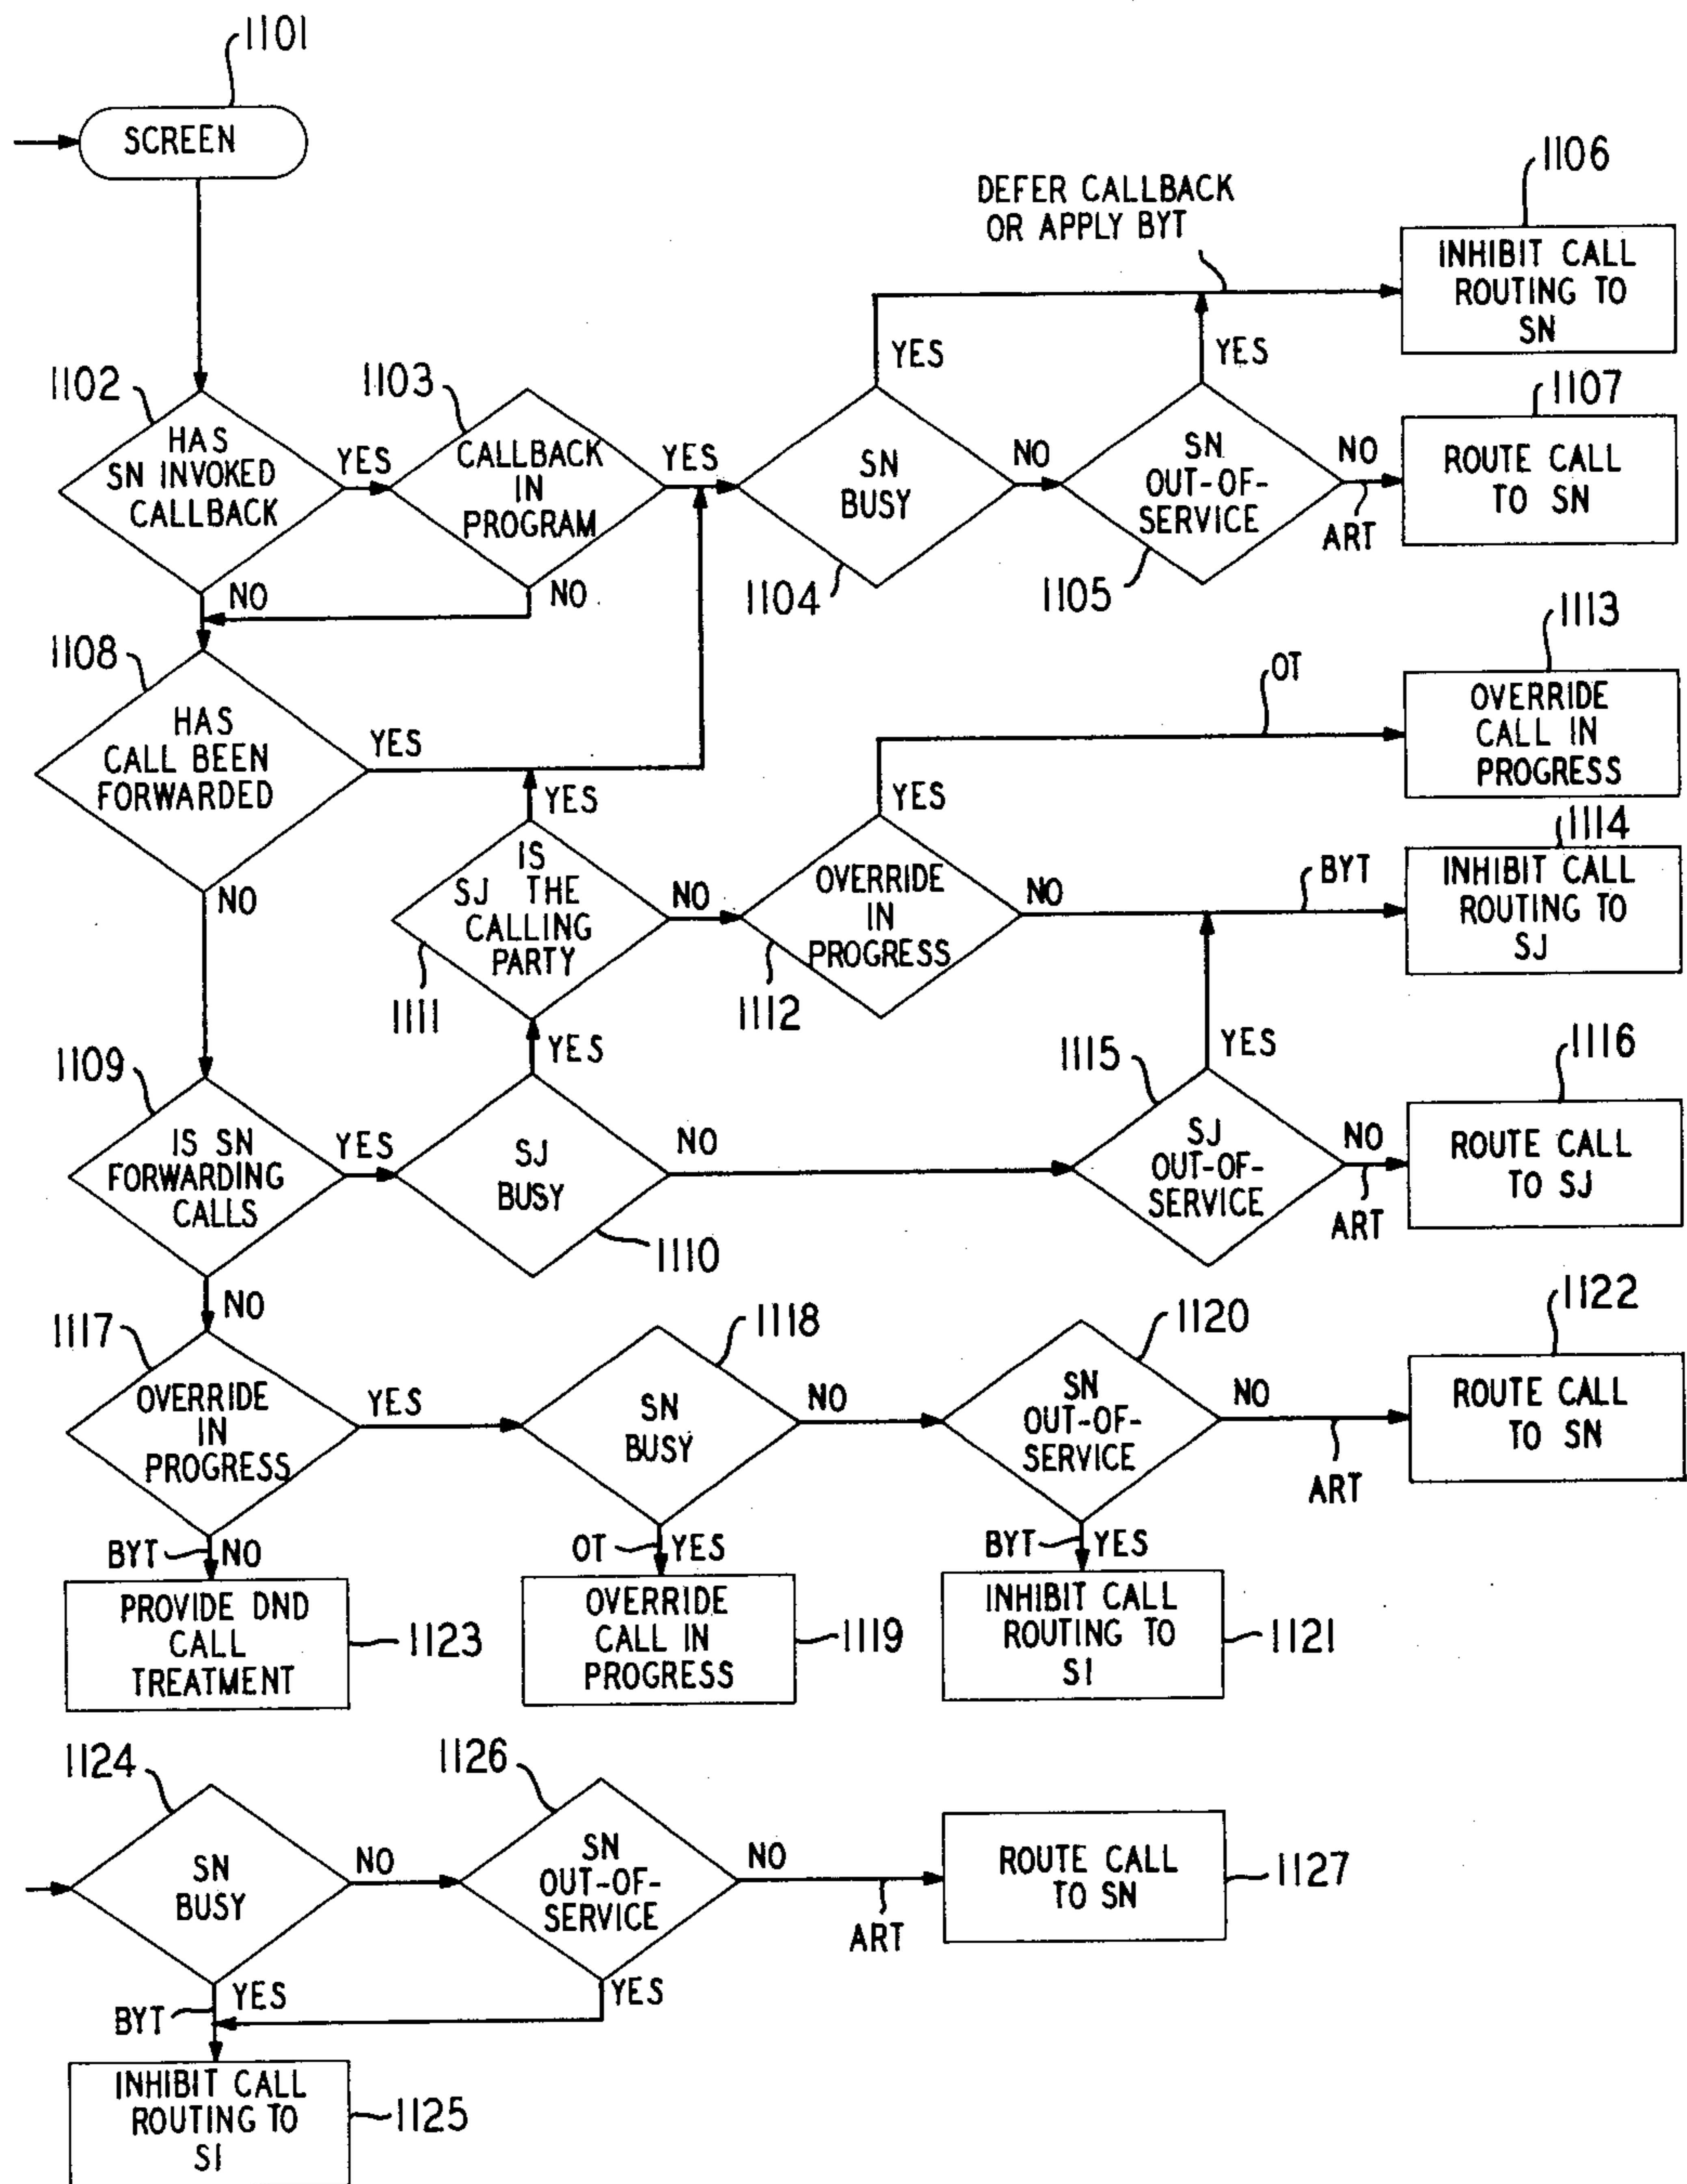 1101
SCREEN
DEFER CALLBACK
OR APPLY BYT
1106
INHIBIT CALL
ROUTING TO
SN
1102
HAS
SN INVOKED
CALLBACK
YES
NO
1103
CALLBACK
IN
PROGRAM
YES
NO
SN
BUSY
YES
NO
1104
SN
OUT-OF-
SERVICE
YES
NO
ART
1105
1107
ROUTE CALL
TO SN
1108
HAS
CALL BEEN
FORWARDED
YES
NO
IS
SJ THE
CALLING
PARTY
YES
NO
1111
OVERRIDE
IN
PROGRESS
YES
NO
1112
OT
1113
OVERRIDE
CALL IN
PROGRESS
BYT
1114
INHIBIT CALL
ROUTING TO
SJ
1109
IS SN
FORWARDING
CALLS
YES
NO
SJ
BUSY
YES
NO
1110
1115
SJ
OUT-OF-
SERVICE
YES
NO
ART
1116
ROUTE CALL
TO SJ
1117
OVERRIDE
IN
PROGRESS
YES
BYT
NO
1118
SN
BUSY
NO
OT
YES
1120
SN
OUT-OF-
SERVICE
NO
ART
BYT
YES
1122
ROUTE CALL
TO SN
PROVIDE DND
CALL
TREATMENT
1123
OVERRIDE
CALL IN
PROGRESS
1119
INHIBIT CALL
ROUTING TO
SI
1121
1124
SN
BUSY
NO
YES
BYT
1126
SN
OUT-OF-
SERVICE
NO
ART
YES
ROUTE CALL
TO SN
1127
INHIBIT CALL
ROUTING TO
SI
1125